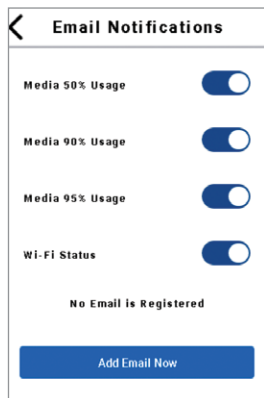 Email Notifications
Media 50% Usage
Media 90% Usage
Media 95% Usage
Wi-Fi Status
No Email is Registered
Add Email Now